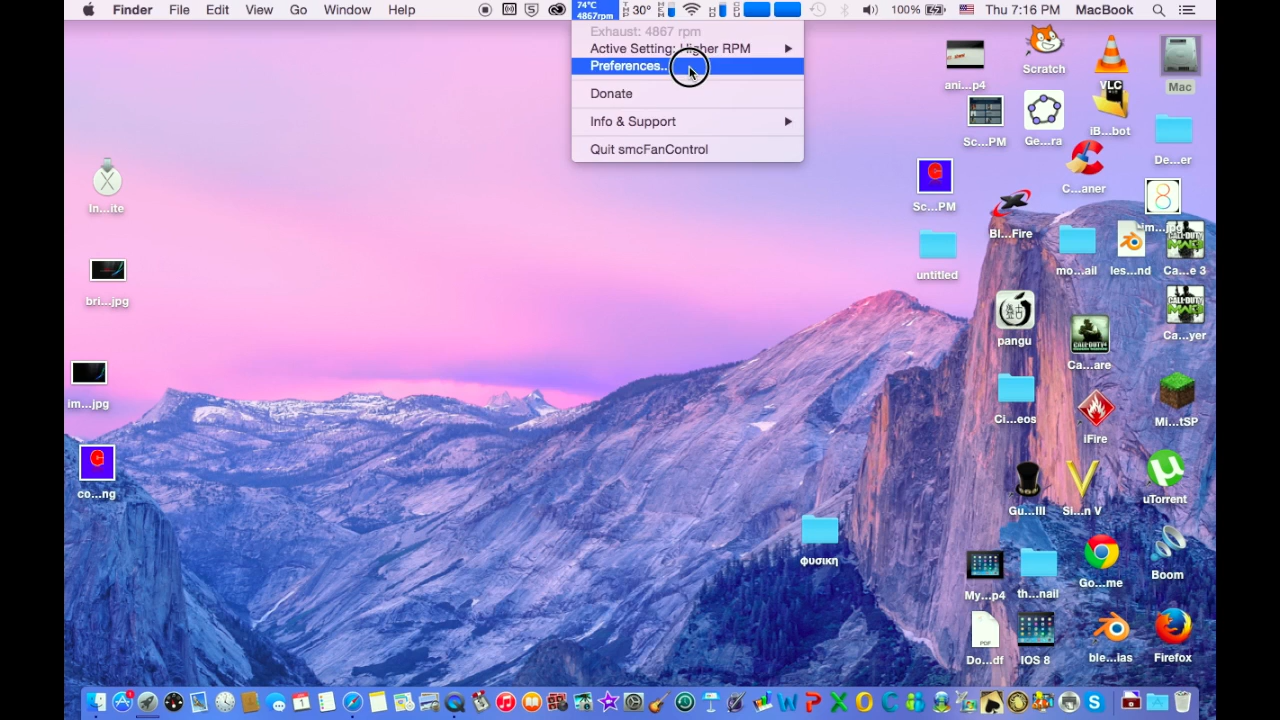 Finder File Edit View Go Window Help
74°C
4867rpm
30°
100%
Thu 7:16 PM MacBook
Exhaust: 4867 rpm
Active Setting: Higher RPM
Preferences...
Donate
Info & Support
Quit smcFanControl
ani...p4
Scratch
VLC
Mac
Sc...PM
Ge...ra
iB...bot
De...er
Sc...PM
C...aner
im...jpg
Bl...Fire
untitled
mo...ail
les...nd
Ca...e 3
In...ite
bri...jpg
pangu
Ca...are
Ca...yer
im...jpg
Ci...eos
iFire
Mi...tSP
co...ng
Gu...III
Si...n V
uTorrent
φυσικη
My...p4
th...nail
Go...me
Boom
Do...df
IOS 8
ble...ias
Firefox